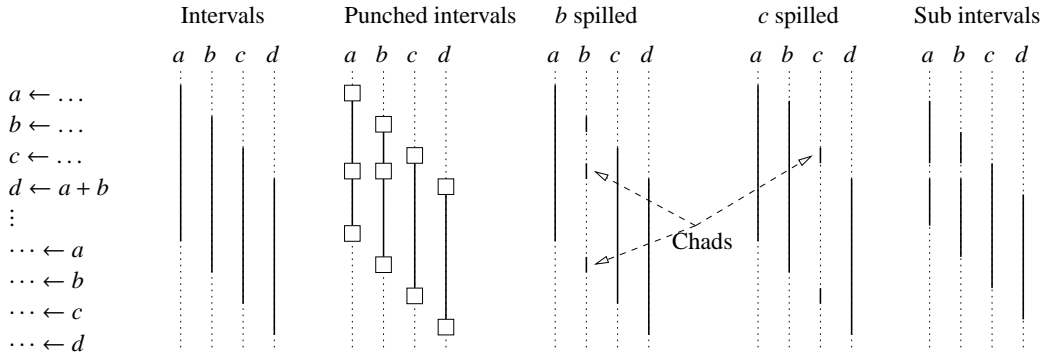 Intervals Punched intervals b spilled c spilled Sub intervals
a b c d a b c d a b c d a b c d a b c d
a ← …
b ← …
c ← …
d ← a + b
⋮
Chads
⋯ ← a
⋯ ← b
⋯ ← c
⋯ ← d